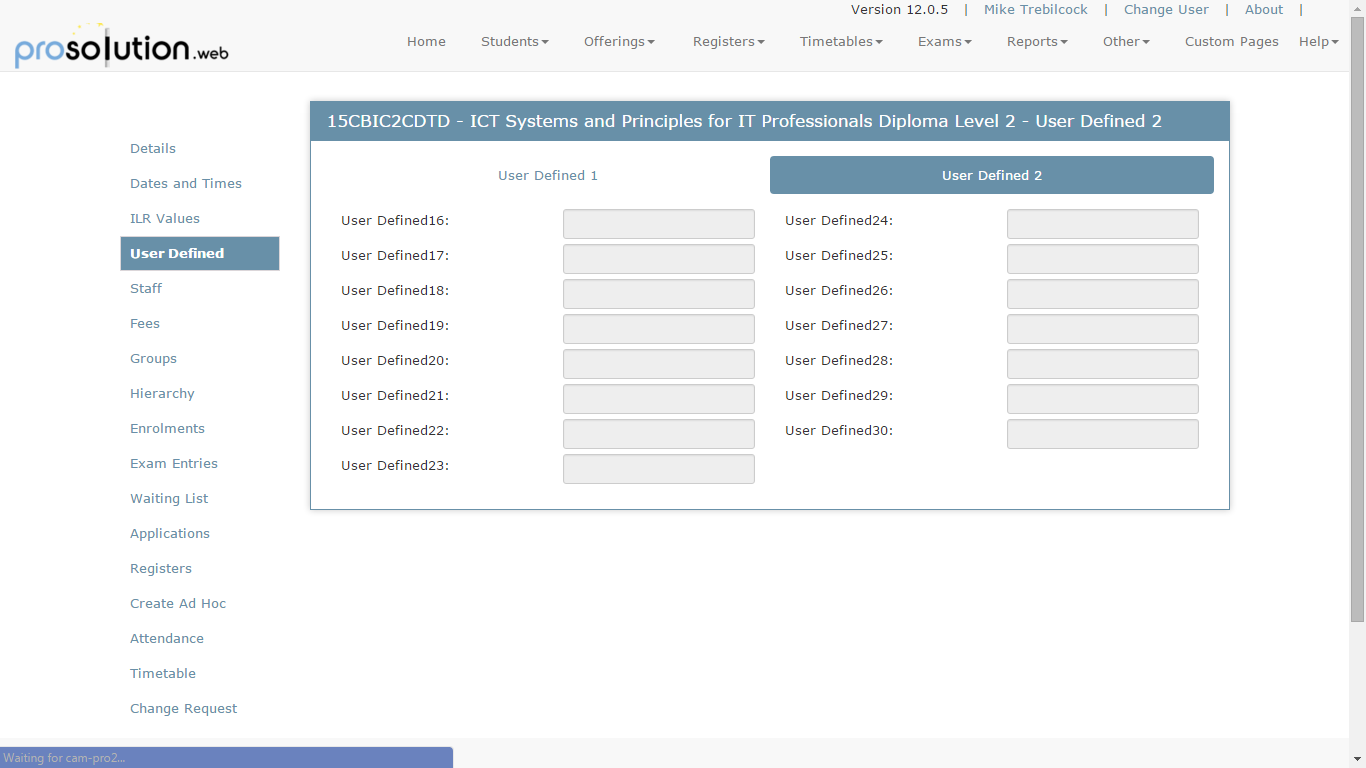 Version 12.0.5 | Mike Trebilcock | Change User | About |
prosolution.web
Home Students Offerings Registers Timetables Exams Reports Other Custom Pages Help
Details
Dates and Times
ILR Values
User Defined
Staff
Fees
Groups
Hierarchy
Enrolments
Exam Entries
Waiting List
Applications
Registers
Create Ad Hoc
Attendance
Timetable
Change Request
15CBIC2CDTD - ICT Systems and Principles for IT Professionals Diploma Level 2 - User Defined 2
User Defined 1 User Defined 2
User Defined16: User Defined24:
User Defined17: User Defined25:
User Defined18: User Defined26:
User Defined19: User Defined27:
User Defined20: User Defined28:
User Defined21: User Defined29:
User Defined22: User Defined30:
User Defined23:
Waiting for cam-pro2...